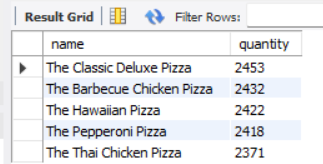 Result Grid Filter Rows:
name quantity
The Classic Deluxe Pizza 2453
The Barbecue Chicken Pizza 2432
The Hawaiian Pizza 2422
The Pepperoni Pizza 2418
The Thai Chicken Pizza 2371